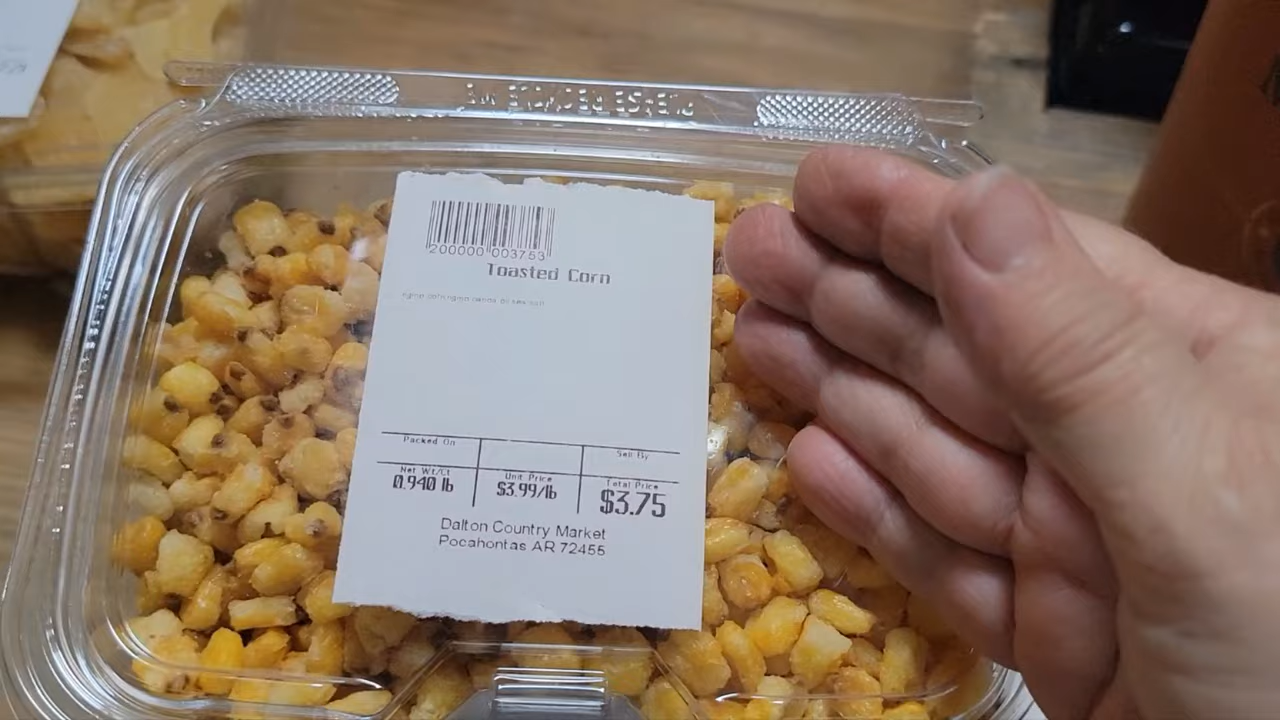 200000 003753
Toasted Corn
Packed On
Sell By
Net Wt/Ct
Unit Price
Total Price
0.940 lb
$3.99/lb
$3.75
Dalton Country Market
Pocahontas AR 72455